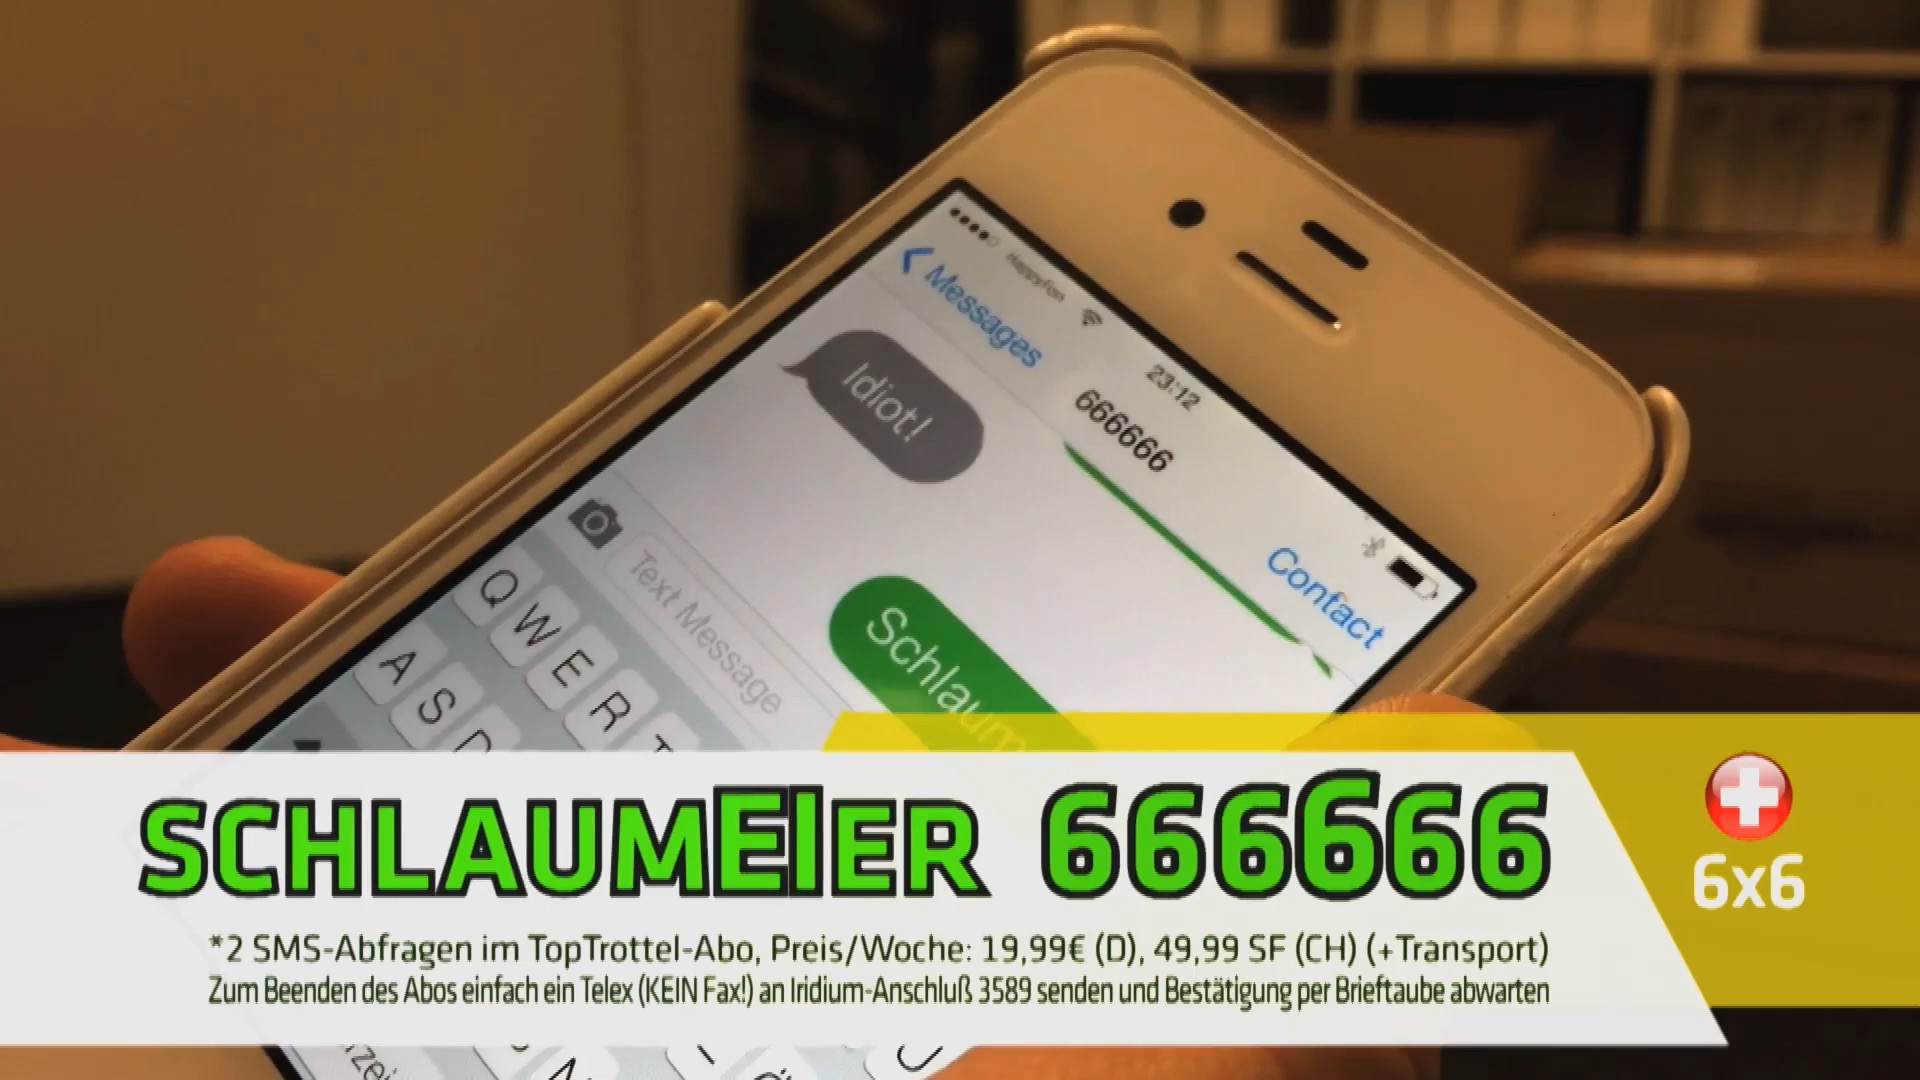 Happyfon
23:12
Messages
666666
Contact
Idiot!
Schlaum
Text Message
Q W E R T
A S D
SCHLAUMEIER 666666
6x6
*2 SMS-Abfragen im TopTrottel-Abo, Preis/Woche: 19,99€ (D), 49,99 SF (CH) (+Transport)
Zum Beenden des Abos einfach ein Telex (KEIN Fax!) an Iridium-Anschluß 3589 senden und Bestätigung per Brieftaube abwarten